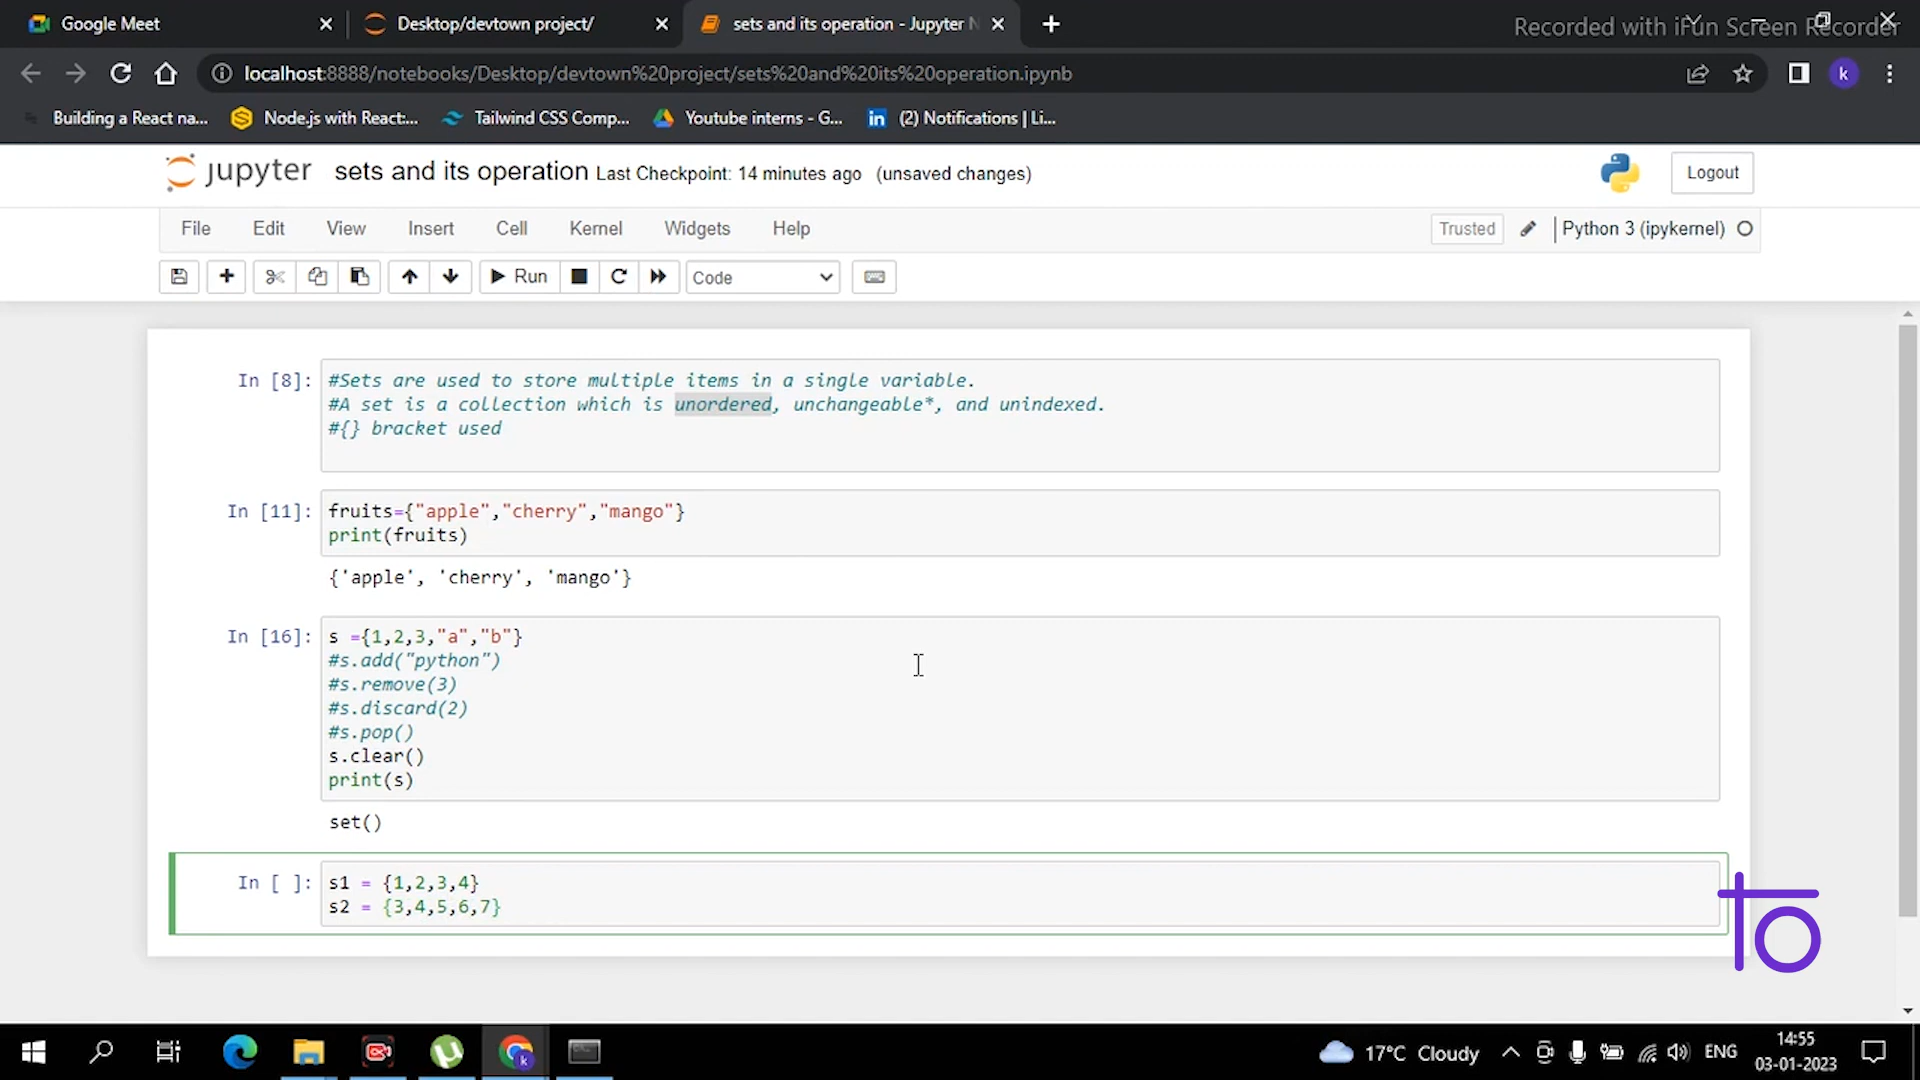 Google Meet
Desktop/devtown project/
sets and its operation - Jupyter N
Recorded with iFun Screen Recorder
localhost:8888/notebooks/Desktop/devtown%20project/sets%20and%20its%20operation.ipynb
k
Building a React na...
Node.js with React:...
Tailwind CSS Comp...
Youtube interns - G...
in
(2) Notifications | Li...
jupyter sets and its operation Last Checkpoint: 14 minutes ago (unsaved changes)
Logout
File Edit View Insert Cell Kernel Widgets Help
Trusted
Python 3 (ipykernel)
Run
Code
In [8]:
#Sets are used to store multiple items in a single variable.
#A set is a collection which is unordered, unchangeable*, and unindexed.
#{} bracket used
In [11]:
fruits={"apple","cherry","mango"}
print(fruits)
{'apple', 'cherry', 'mango'}
In [16]:
s ={1,2,3,"a","b"}
#s.add("python")
#s.remove(3)
#s.discard(2)
#s.pop()
s.clear()
print(s)
set()
In [ ]:
s1 = {1,2,3,4}
s2 = {3,4,5,6,7}
17°C Cloudy
ENG
14:55
03-01-2023